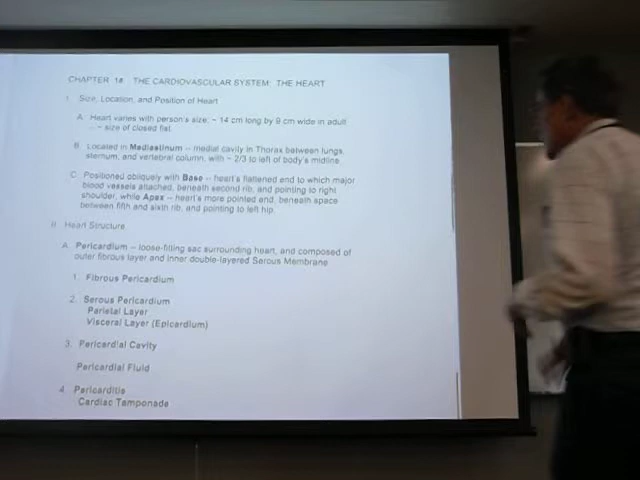 CHAPTER 18 THE CARDIOVASCULAR SYSTEM: THE HEART
I. Size, Location, and Position of Heart
A. Heart varies with person's size: ~ 14 cm long by 9 cm wide in adult
~ size of closed fist.
B. Located in Mediastinum -- medial cavity in Thorax between lungs,
sternum, and vertebral column, with ~ 2/3 to left of body's midline.
C. Positioned obliquely with Base -- heart's flattened end to which major
blood vessels attached, beneath second rib, and pointing to right
shoulder, while Apex -- heart's more pointed end, beneath space
between fifth and sixth rib, and pointing to left hip.
II. Heart Structure
A. Pericardium -- loose-fitting sac surrounding heart, and composed of
outer fibrous layer and inner double-layered Serous Membrane
1. Fibrous Pericardium
2. Serous Pericardium
Parietal Layer
Visceral Layer (Epicardium)
3. Pericardial Cavity
Pericardial Fluid
4. Pericarditis
Cardiac Tamponade